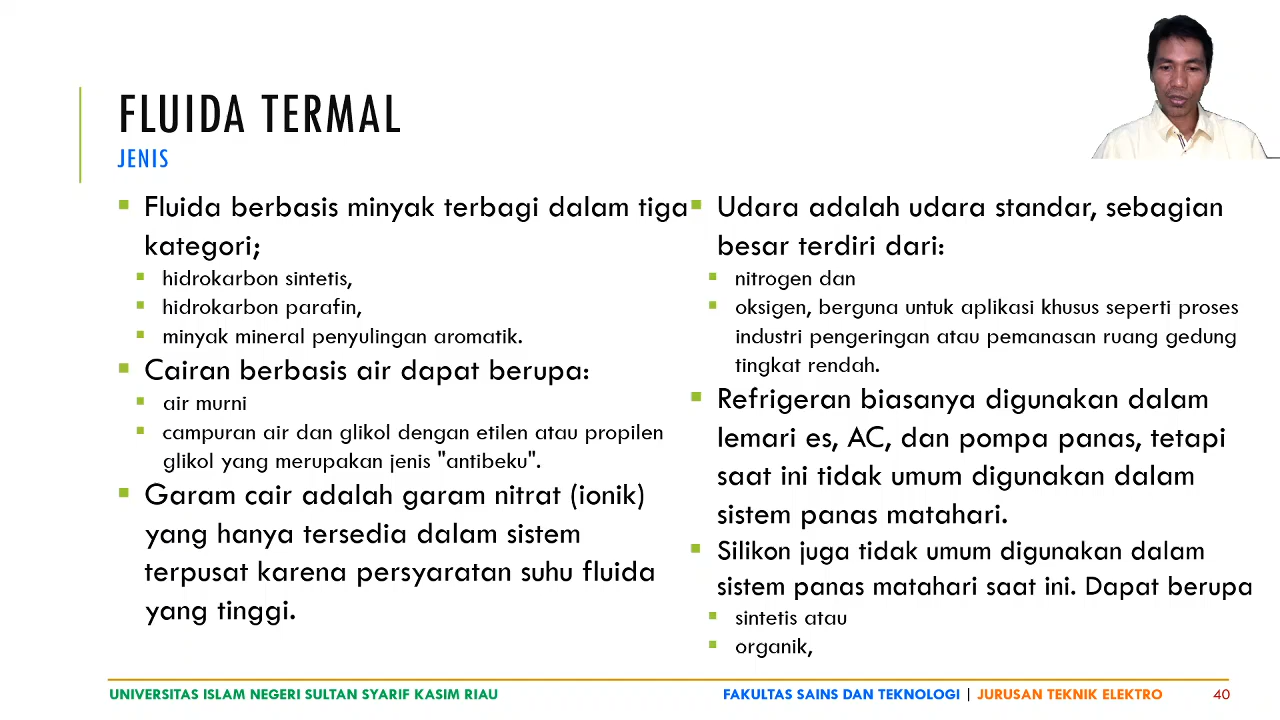 FLUIDA TERMAL
JENIS
Fluida berbasis minyak terbagi dalam tiga
kategori;
hidrokarbon sintetis,
hidrokarbon parafin,
minyak mineral penyulingan aromatik.
Cairan berbasis air dapat berupa:
air murni
campuran air dan glikol dengan etilen atau propilen
glikol yang merupakan jenis "antibeku".
Garam cair adalah garam nitrat (ionik)
yang hanya tersedia dalam sistem
terpusat karena persyaratan suhu fluida
yang tinggi.
Udara adalah udara standar, sebagian
besar terdiri dari:
nitrogen dan
oksigen, berguna untuk aplikasi khusus seperti proses
industri pengeringan atau pemanasan ruang gedung
tingkat rendah.
Refrigeran biasanya digunakan dalam
lemari es, AC, dan pompa panas, tetapi
saat ini tidak umum digunakan dalam
sistem panas matahari.
Silikon juga tidak umum digunakan dalam
sistem panas matahari saat ini. Dapat berupa
sintetis atau
organik,
UNIVERSITAS ISLAM NEGERI SULTAN SYARIF KASIM RIAU
FAKULTAS SAINS DAN TEKNOLOGI | JURUSAN TEKNIK ELEKTRO
40